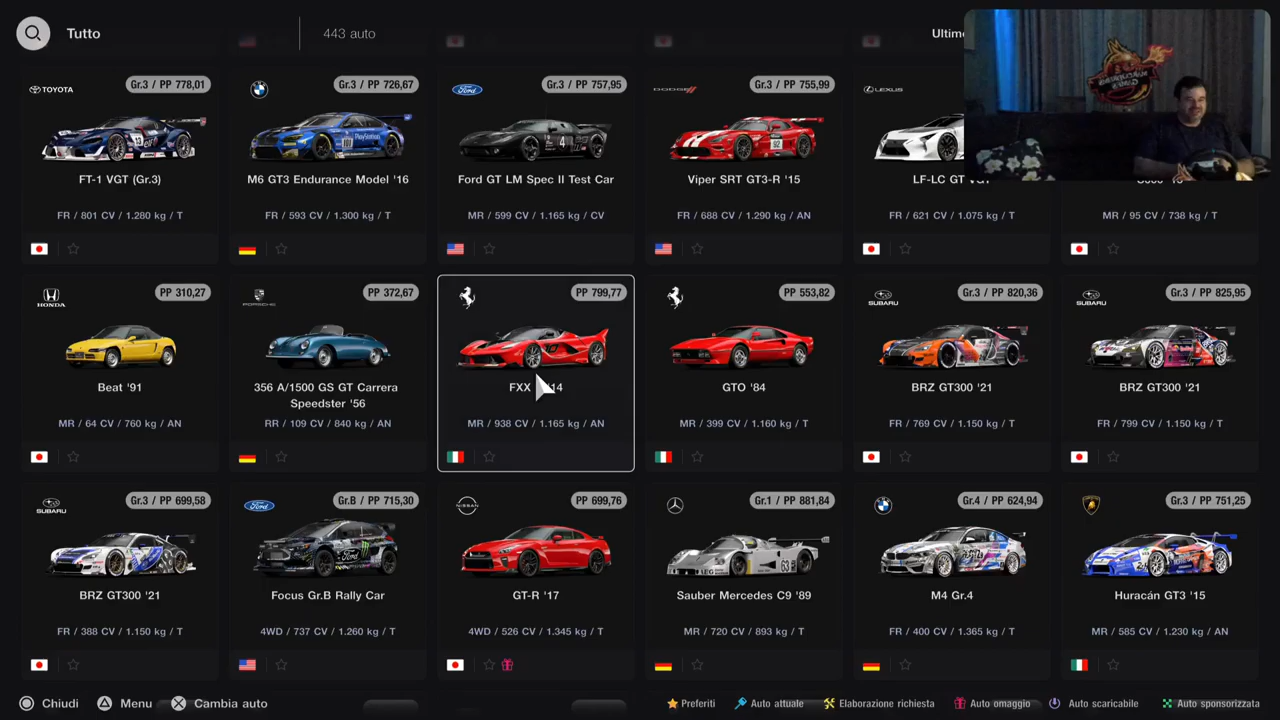 Tutto
443 auto
Ultime
TOYOTA
Gr.3 / PP 778,01
FT-1 VGT (Gr.3)
FR / 801 CV / 1.280 kg / T
Gr.3 / PP 726,67
M6 GT3 Endurance Model '16
FR / 593 CV / 1.300 kg / T
Ford
Gr.3 / PP 757,95
Ford GT LM Spec II Test Car
MR / 599 CV / 1.165 kg / CV
DODGE
Gr.3 / PP 755,99
Viper SRT GT3-R '15
FR / 688 CV / 1.290 kg / AN
LEXUS
LF-LC GT VGT
FR / 621 CV / 1.075 kg / T
MR / 95 CV / 738 kg / T
HONDA
PP 310,27
Beat '91
MR / 64 CV / 760 kg / AN
PORSCHE
PP 372,67
356 A/1500 GS GT Carrera
Speedster '56
RR / 109 CV / 840 kg / AN
PP 799,77
FXX '14
MR / 938 CV / 1.165 kg / AN
PP 553,82
GTO '84
MR / 399 CV / 1.160 kg / T
SUBARU
Gr.3 / PP 820,36
BRZ GT300 '21
FR / 769 CV / 1.150 kg / T
SUBARU
Gr.3 / PP 825,95
BRZ GT300 '21
FR / 799 CV / 1.150 kg / T
SUBARU
Gr.3 / PP 699,58
BRZ GT300 '21
FR / 388 CV / 1.150 kg / T
Ford
Gr.B / PP 715,30
Focus Gr.B Rally Car
4WD / 737 CV / 1.260 kg / T
NISSAN
PP 699,76
GT-R '17
4WD / 526 CV / 1.345 kg / T
Gr.1 / PP 881,84
Sauber Mercedes C9 '89
MR / 720 CV / 893 kg / T
Gr.4 / PP 624,94
M4 Gr.4
FR / 400 CV / 1.365 kg / T
Gr.3 / PP 751,25
Huracán GT3 '15
MR / 585 CV / 1.230 kg / AN
Chiudi
Menu
Cambia auto
Preferiti
Auto attuale
Elaborazione richiesta
Auto omaggio
Auto scaricabile
Auto sponsorizzata